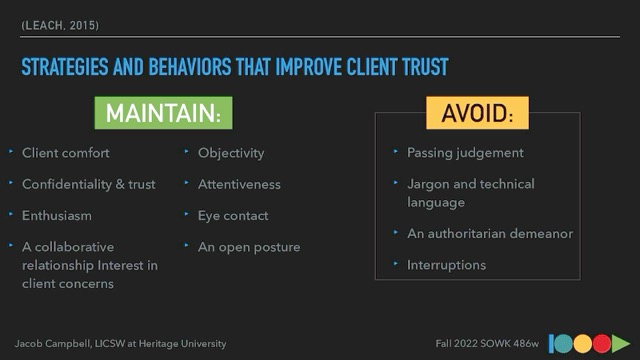 (LEACH, 2015)
STRATEGIES AND BEHAVIORS THAT IMPROVE CLIENT TRUST
MAINTAIN:
Client comfort
Confidentiality & trust
Enthusiasm
A collaborative
relationship Interest in
client concerns
Objectivity
Attentiveness
Eye contact
An open posture
AVOID:
Passing judgement
Jargon and technical
language
An authoritarian demeanor
Interruptions
Jacob Campbell, LICSW at Heritage University
Fall 2022 SOWK 486w